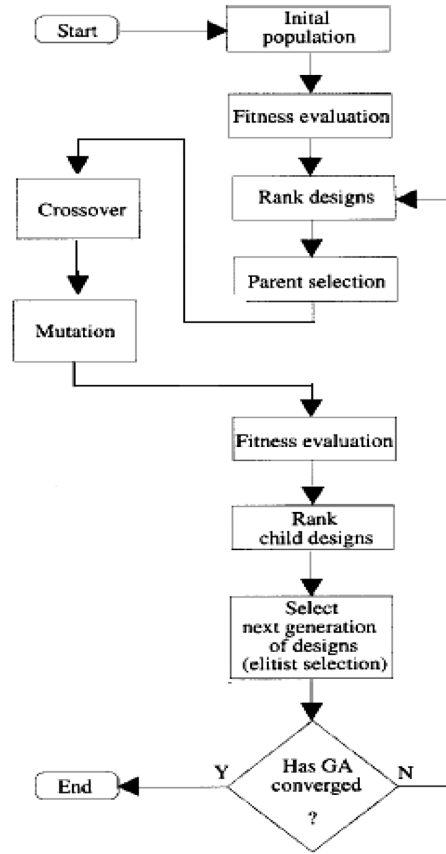 Start
Inital
population
Fitness evaluation
Rank designs
Parent selection
Crossover
Mutation
Fitness evaluation
Rank
child designs
Select
next generation
of designs
(elitist selection)
Has GA
converged
?
Y
N
End